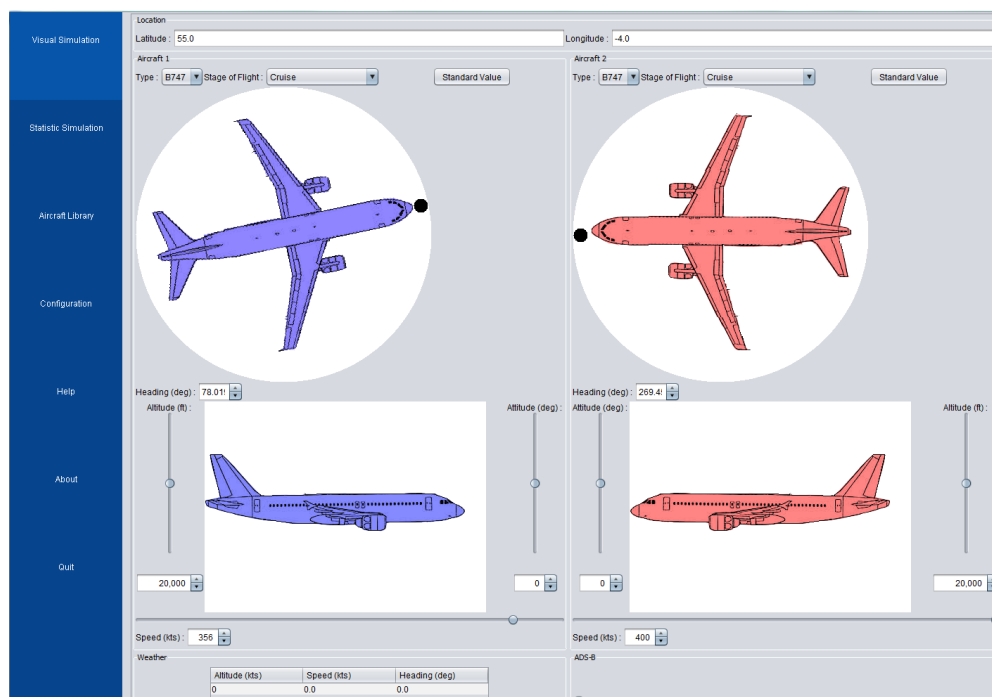 Visual Simulation
Statistic Simulation
Aircraft Library
Configuration
Help
About
Quit
Location
Latitude : 55.0 Longitude : -4.0
Aircraft 1
Type : B747 Stage of Flight : Cruise Standard Value
Heading (deg) : 78.01
Altitude (ft) : Altitude (deg) :
20,000 0
Speed (kts) : 356
Aircraft 2
Type : B747 Stage of Flight : Cruise Standard Value
Heading (deg) : 269.4
Altitude (deg) : Altitude (ft) :
0 20,000
Speed (kts) : 400
Weather
Altitude (kts) Speed (kts) Heading (deg)
0 0.0 0.0
ADS-B